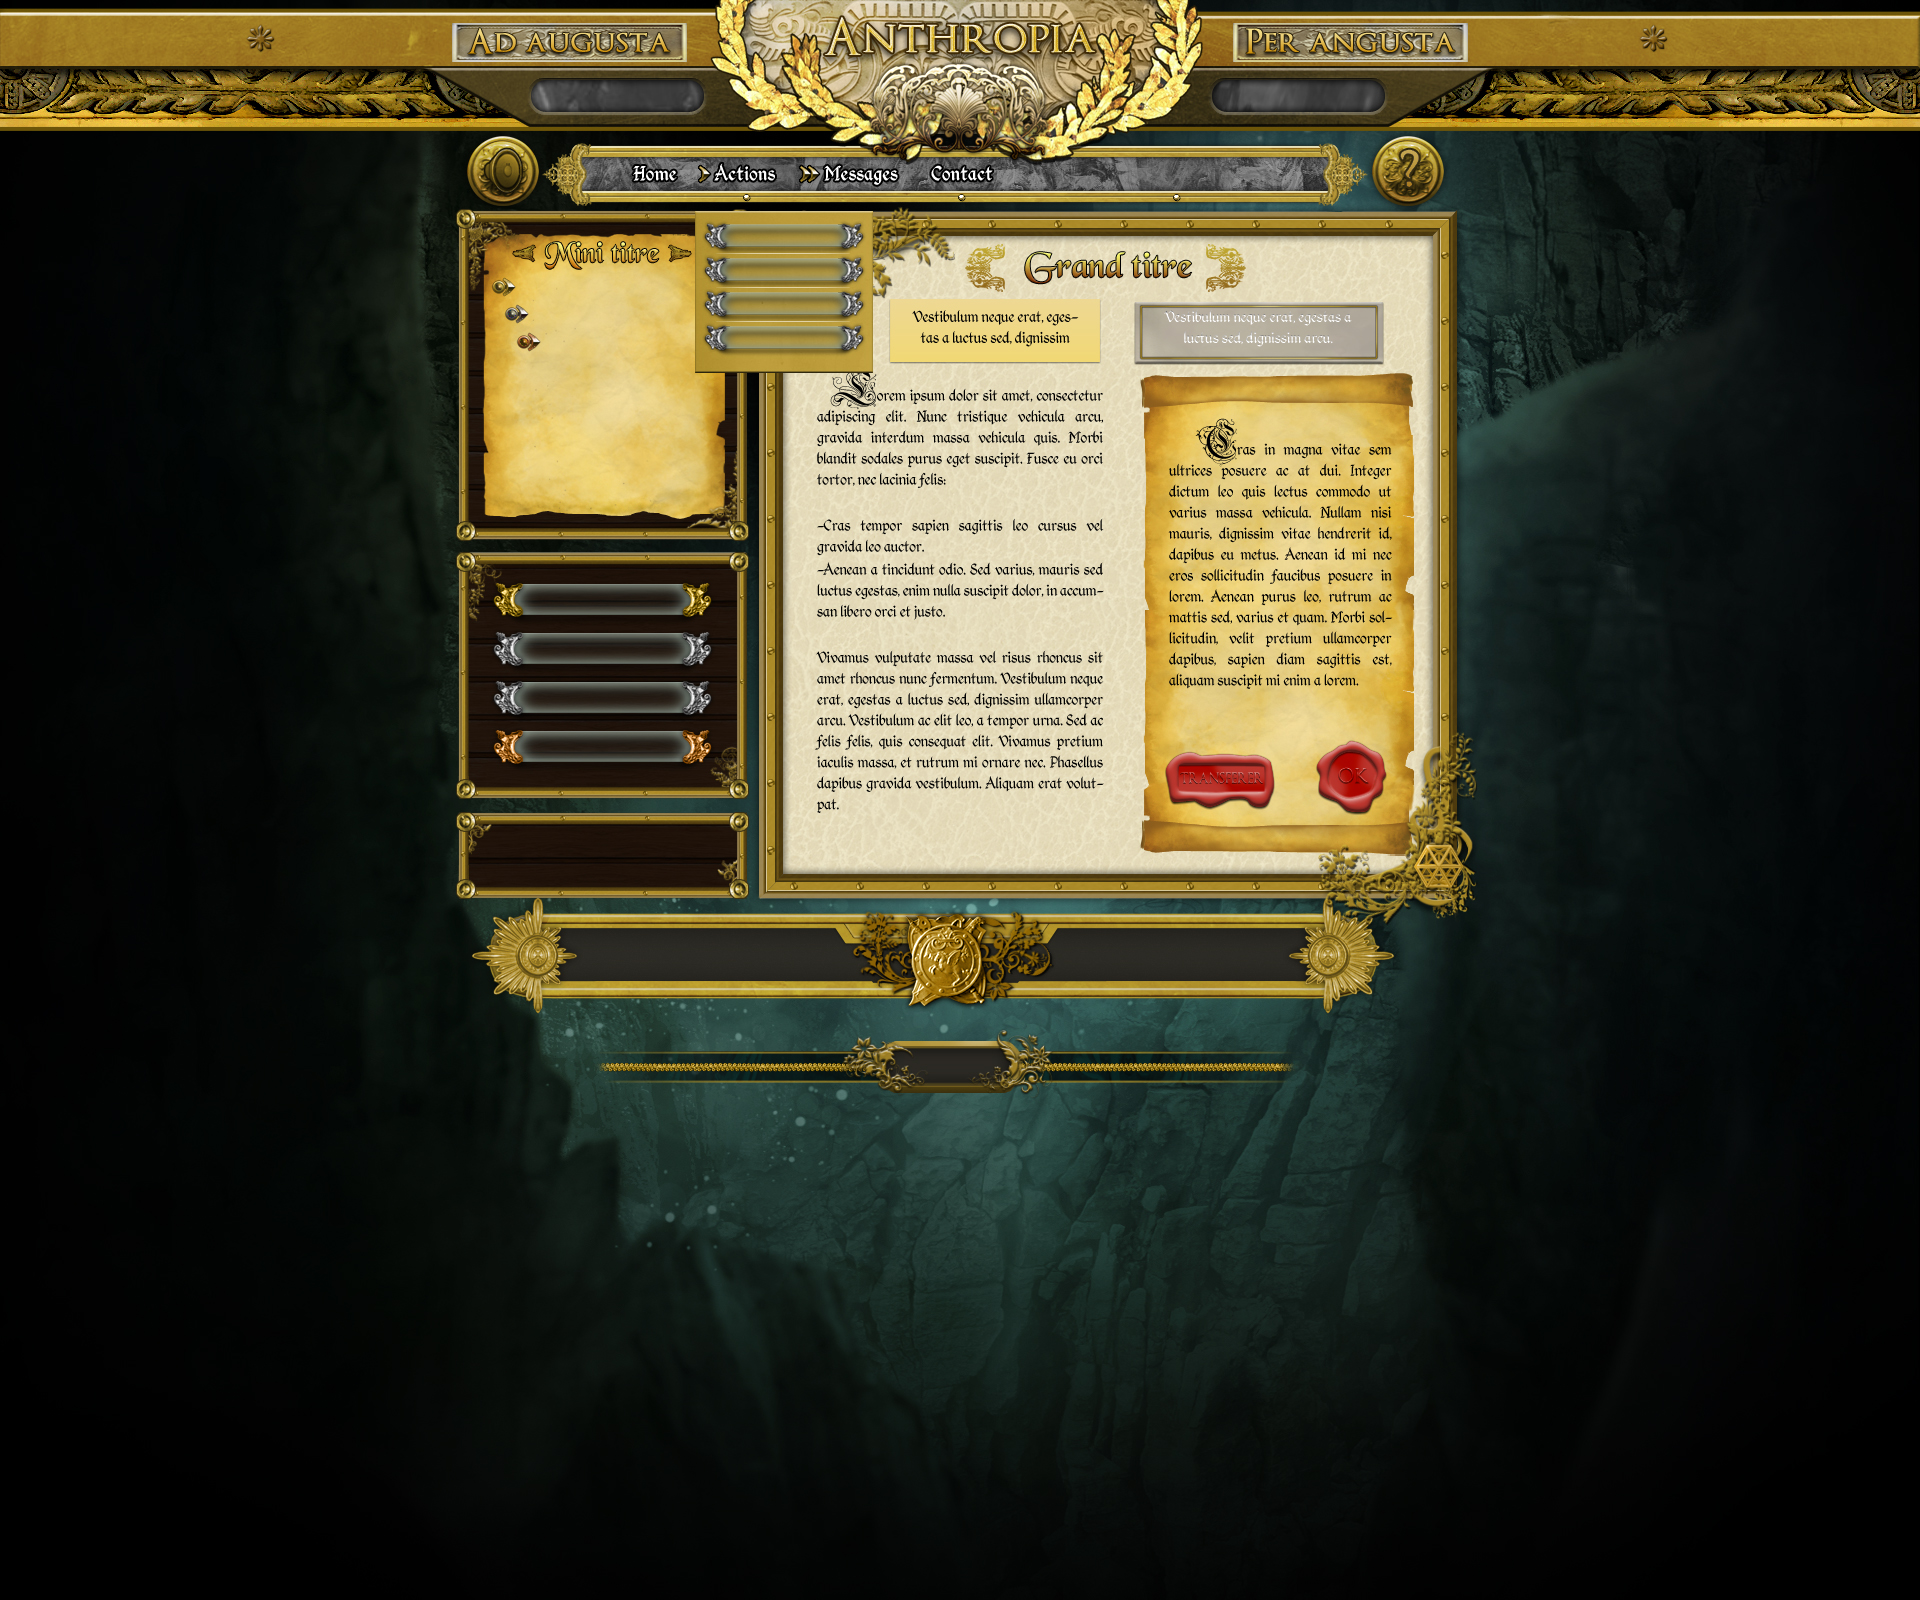 AD AUGUSTA
ANTHROPIA
PER ANGUSTA
Home
Actions
Messages
Contact
Mini titre
Grand titre
Vestibulum neque erat, eges-
tas a luctus sed, dignissim
Vestibulum neque erat, egestas a
luctus sed, dignissim arcu.
Lorem ipsum dolor sit amet, consectetur
adipiscing elit. Nunc tristique vehicula arcu,
gravida interdum massa vehicula quis. Morbi
blandit sodales purus eget suscipit. Fusce eu orci
tortor, nec lacinia felis:
-Cras tempor sapien sagittis leo cursus vel
gravida leo auctor.
-Aenean a tincidunt odio. Sed varius, mauris sed
luctus egestas, enim nulla suscipit dolor, in accum-
san libero orci et justo.
Vivamus vulputate massa vel risus rhoncus sit
amet rhoncus nunc fermentum. Vestibulum neque
erat, egestas a luctus sed, dignissim ullamcorper
arcu. Vestibulum ac elit leo, a tempor urna. Sed ac
felis felis, quis consequat elit. Vivamus pretium
iaculis massa, et rutrum mi ornare nec. Phasellus
dapibus gravida vestibulum. Aliquam erat volut-
pat.
Cras in magna vitae sem
ultrices posuere ac at dui. Integer
dictum leo quis lectus commodo ut
varius massa vehicula. Nullam nisi
mauris, dignissim vitae hendrerit id,
dapibus eu metus. Aenean id mi nec
eros sollicitudin faucibus posuere in
lorem. Aenean purus leo, rutrum ac
mattis sed, varius et quam. Morbi sol-
licitudin, velit pretium ullamcorper
dapibus, sapien diam sagittis est,
aliquam suscipit mi enim a lorem.
TRANSFERER
OK